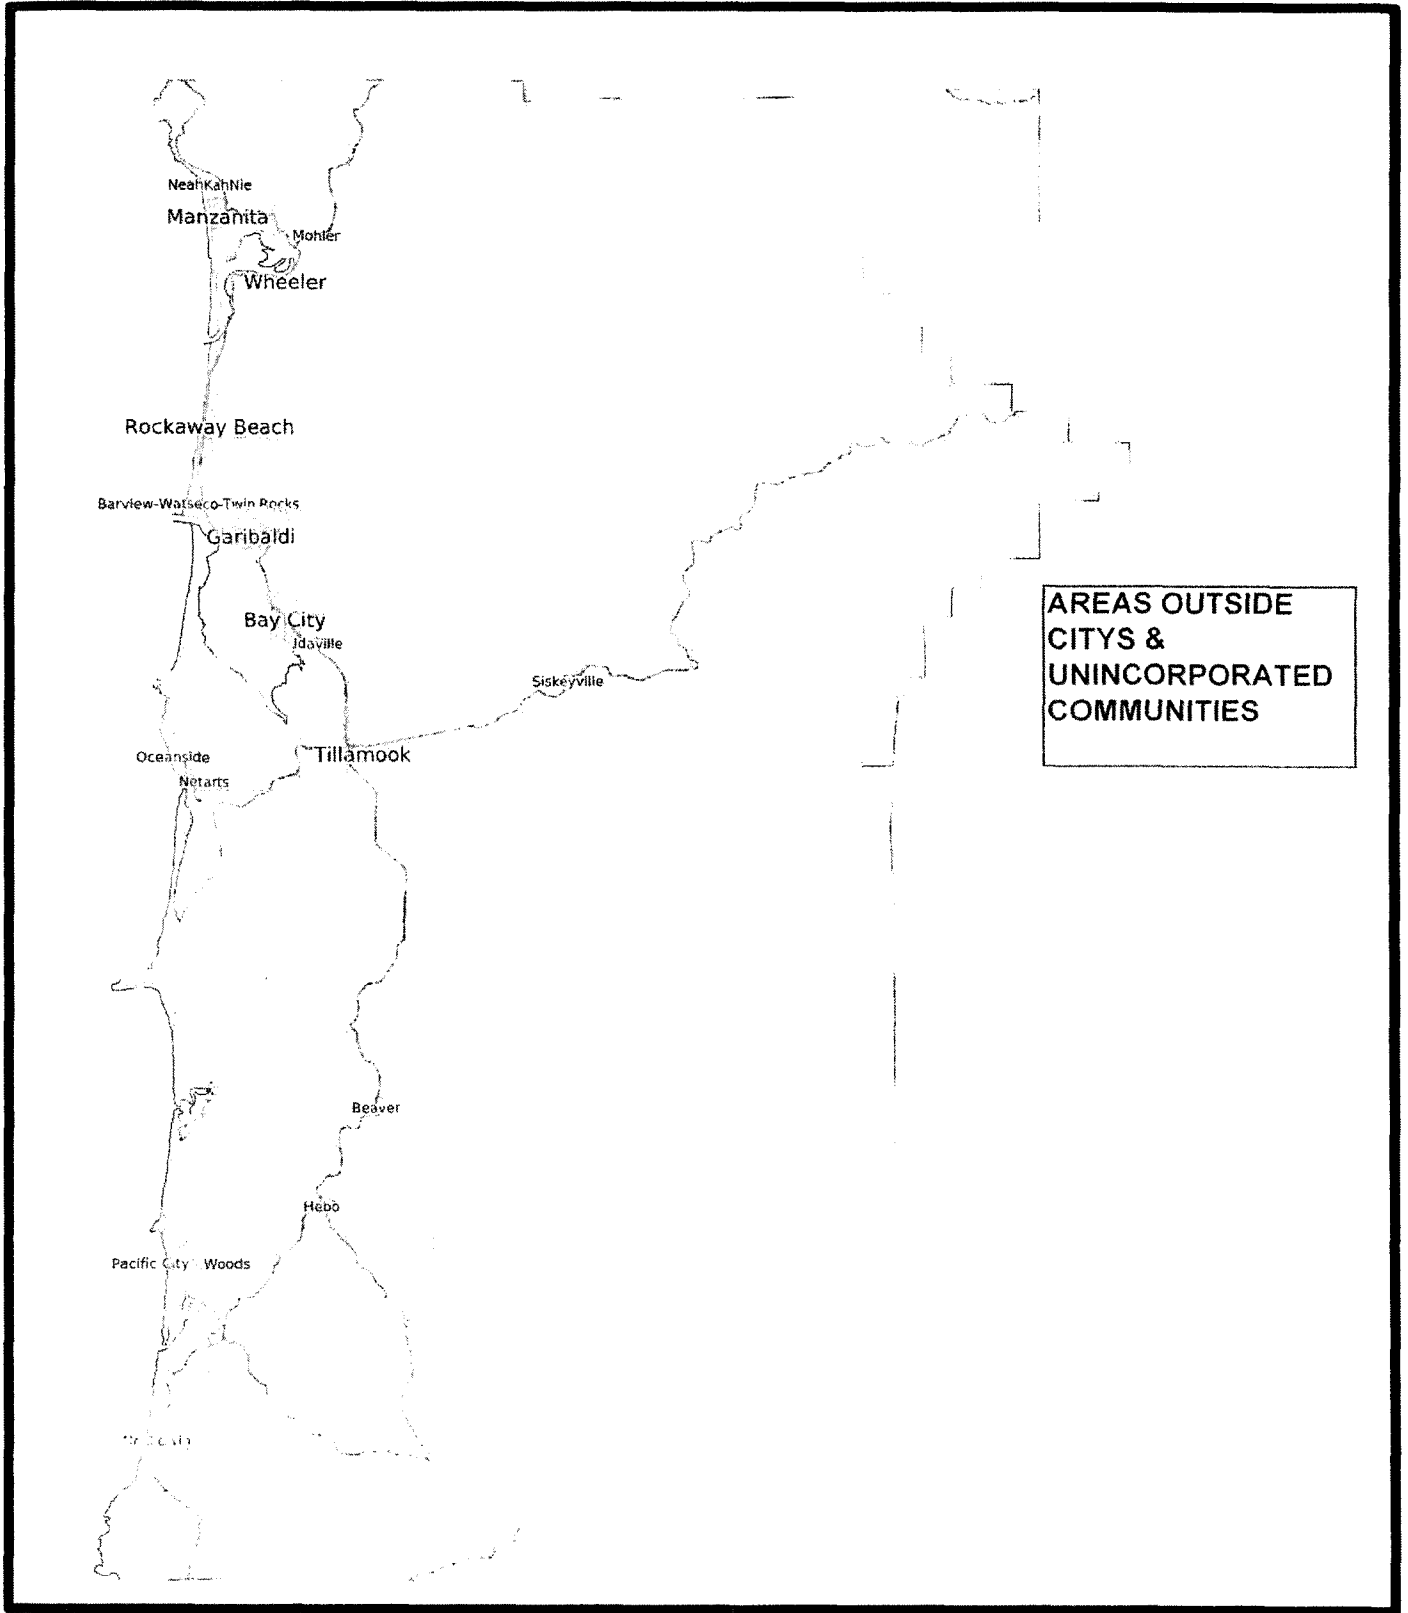 NeahKahNie
Manzanita
Mohler
Wheeler
Rockaway Beach
Barview-Watseco-Twin Rocks
Garibaldi
Bay City
Idaville
AREAS OUTSIDE
CITYS &
UNINCORPORATED
COMMUNITIES
Siskeyville
Oceanside
Tillamook
Netarts
Beaver
Hebo
Pacific City Woods